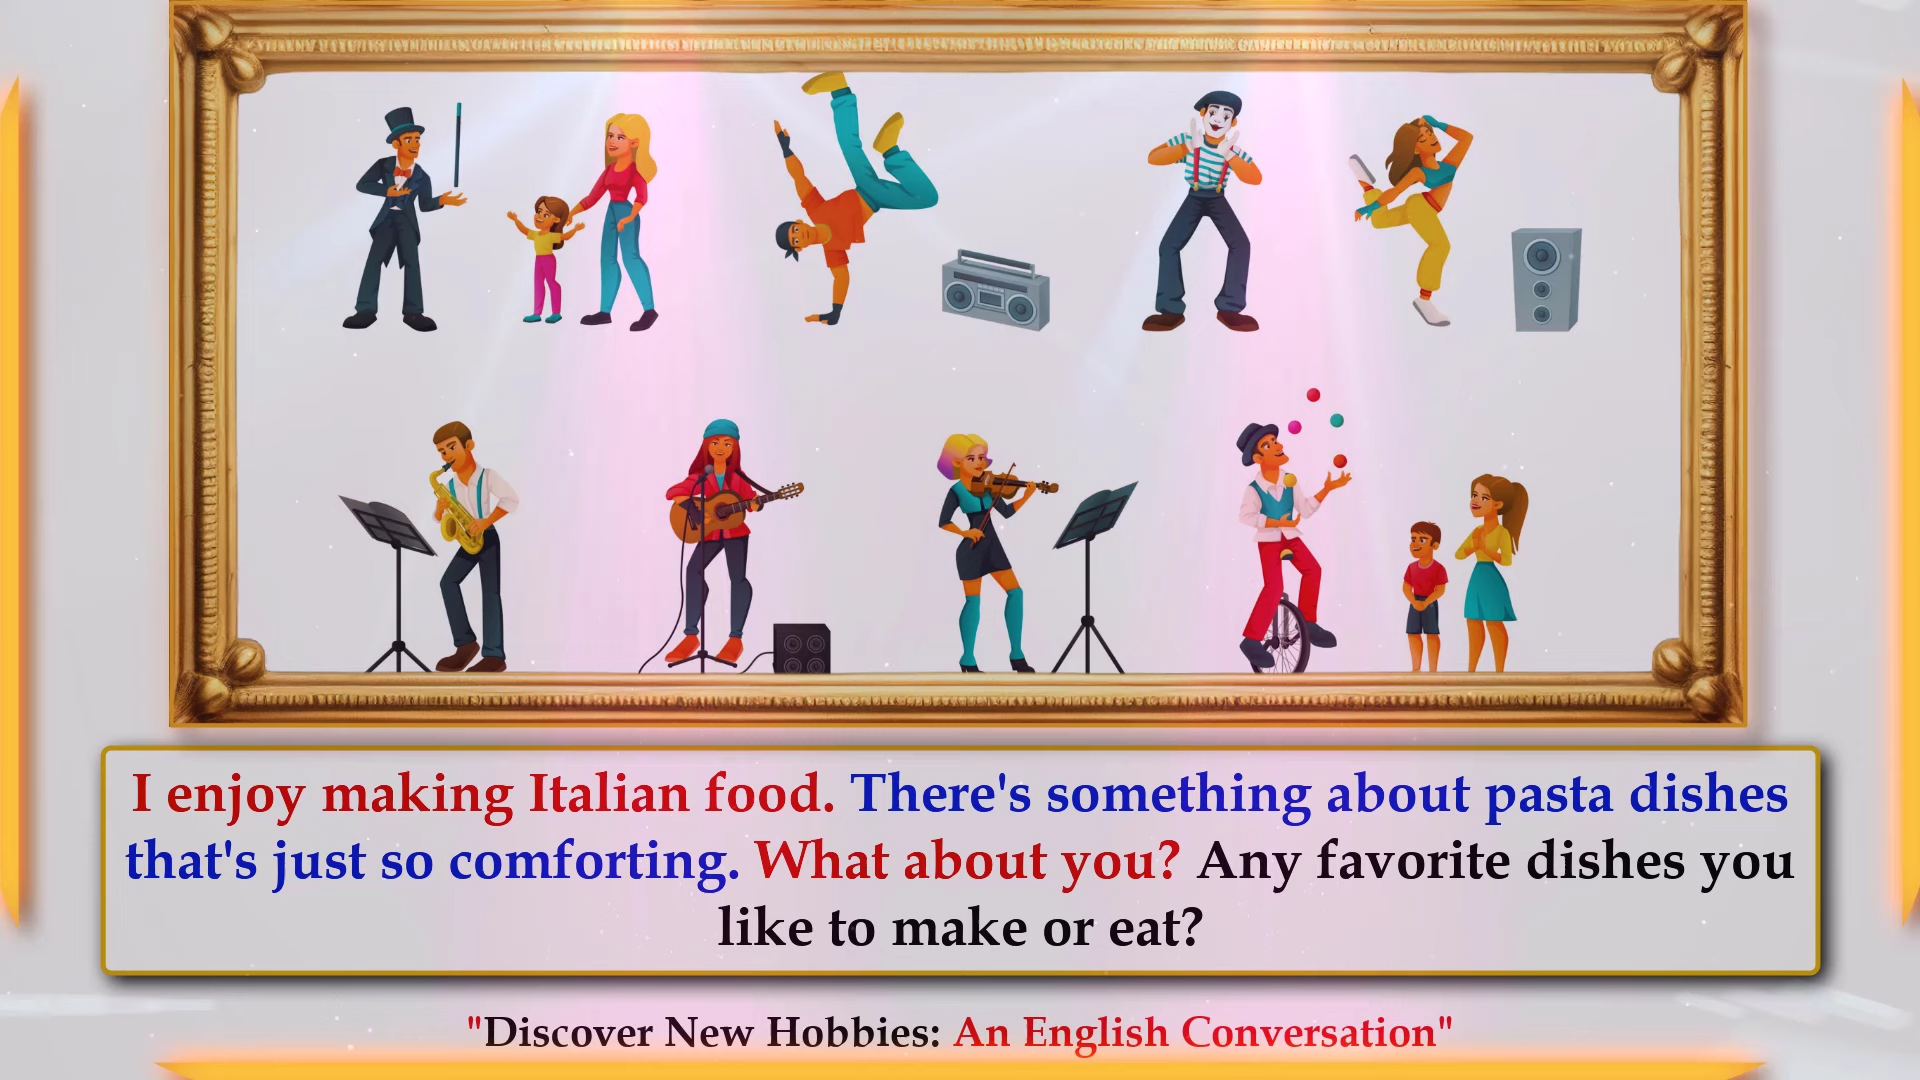 I enjoy making Italian food. There's something about pasta dishes
that's just so comforting. What about you? Any favorite dishes you
like to make or eat?
"Discover New Hobbies: An English Conversation"